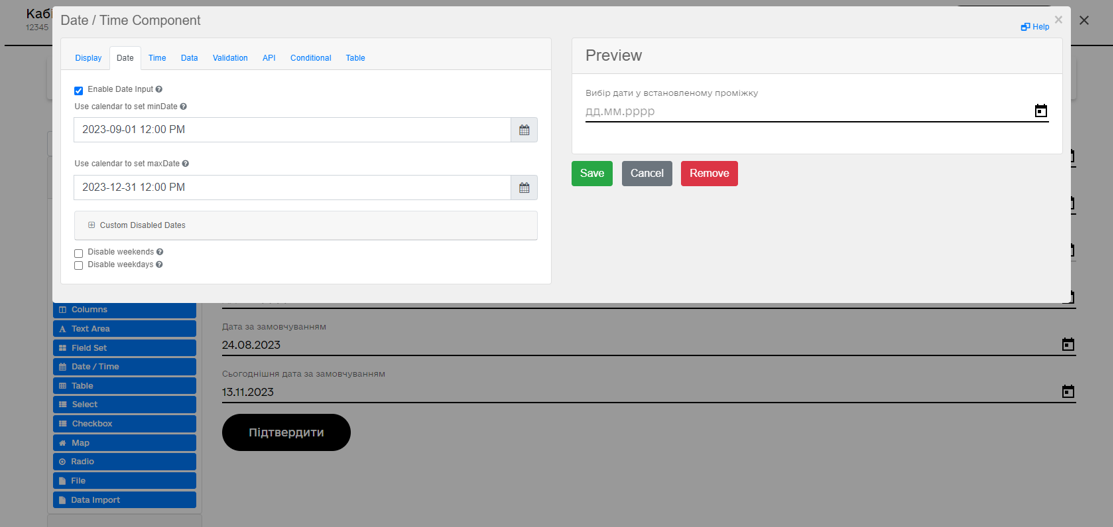 Каб
Date / Time Component
12345
Help
Display Date Time Data Validation API Conditional Table
Enable Date Input
Use calendar to set minDate
2023-09-01 12:00 PM
Use calendar to set maxDate
2023-12-31 12:00 PM
Custom Disabled Dates
Disable weekends
Disable weekdays
Preview
Вибір дати у встановленому проміжку
дд.мм.рррр
Save
Cancel
Remove
Columns
Text Area
Field Set
Date / Time
Table
Select
Checkbox
Map
Radio
File
Data Import
Дата за замовчуванням
24.08.2023
Сьогоднішня дата за замовчуванням
13.11.2023
Підтвердити